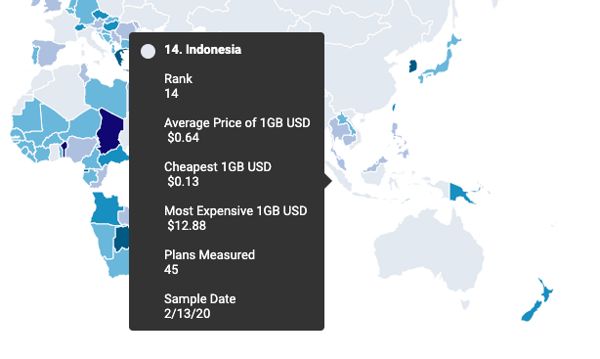 14. Indonesia
Rank
14
Average Price of 1GB USD
$0.64
Cheapest 1GB USD
$0.13
Most Expensive 1GB USD
$12.88
Plans Measured
45
Sample Date
2/13/20